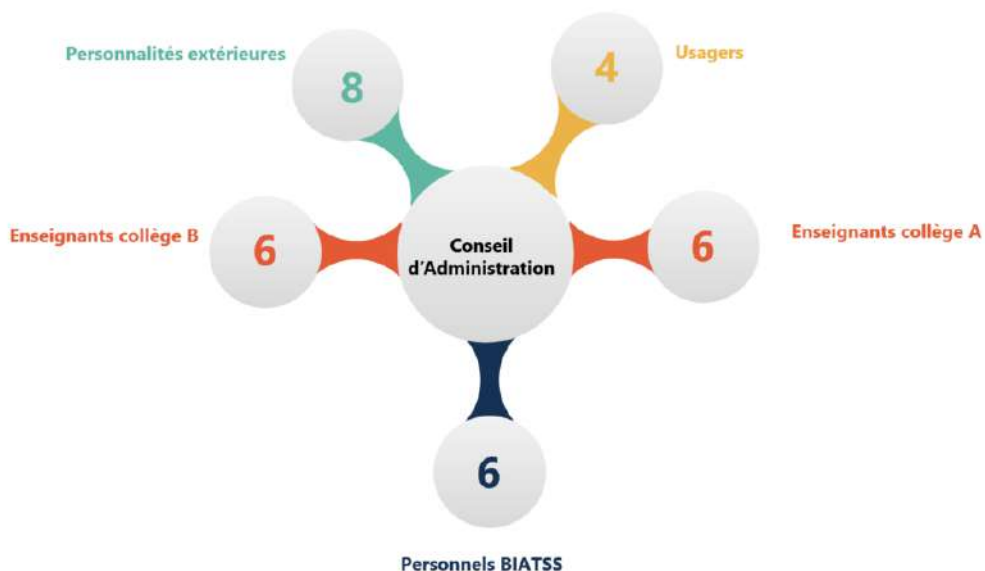 Personnalités extérieures
8
4
Usagers
Enseignants collège B
6
Conseil
d’Administration
6
Enseignants collège A
6
Personnels BIATSS